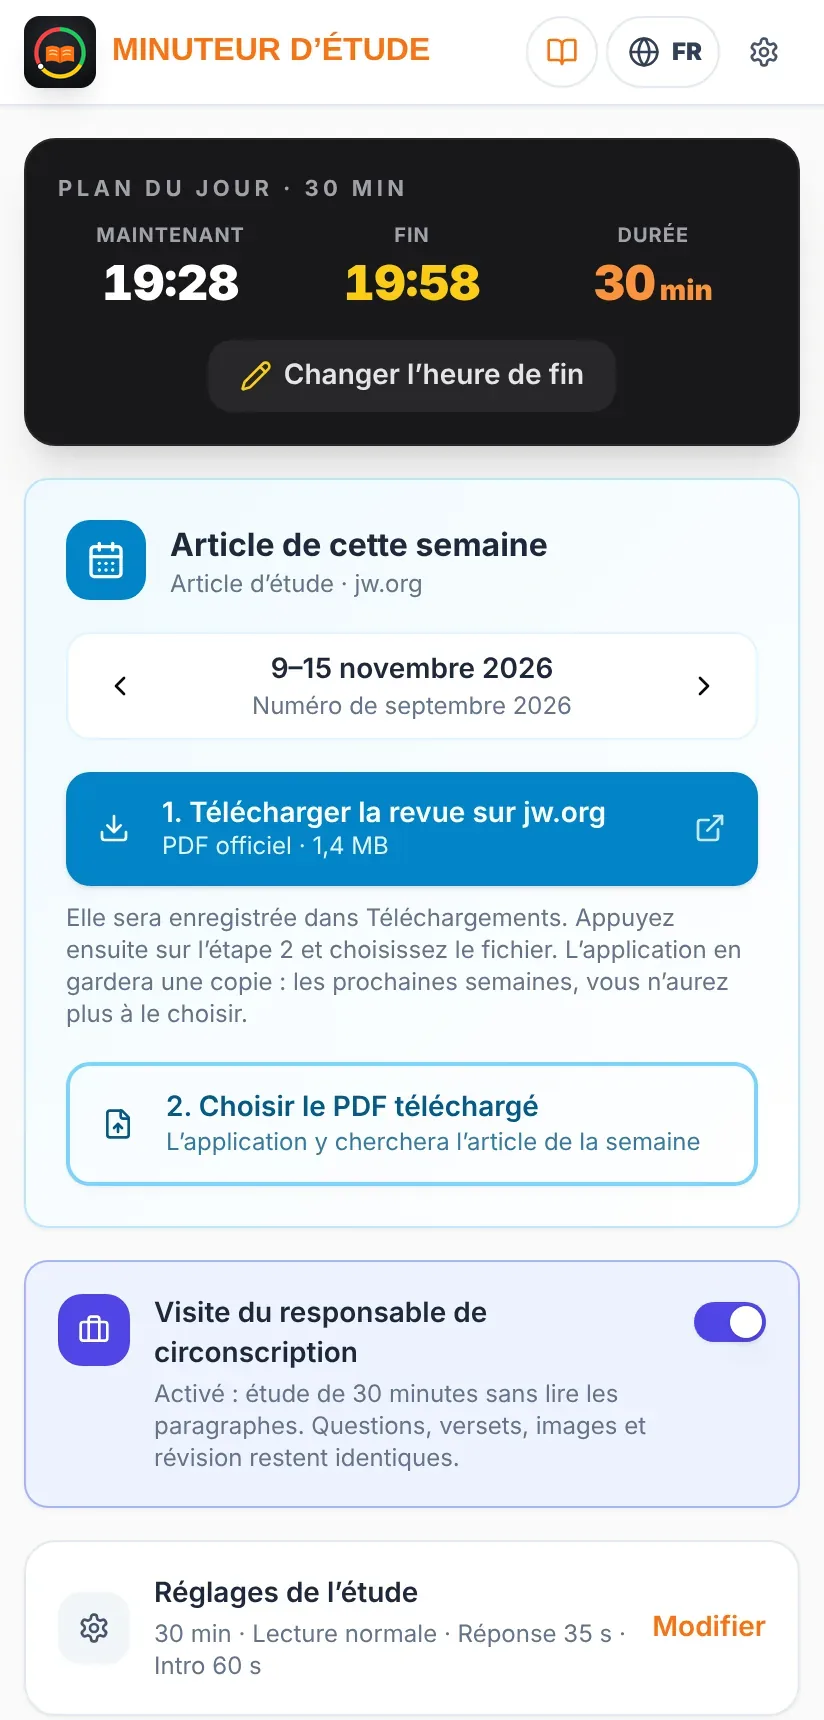 MINUTEUR D’ÉTUDE
FR
PLAN DU JOUR · 30 MIN
MAINTENANT FIN DURÉE
19:28 19:58 30 min
Changer l’heure de fin
Article de cette semaine
Article d’étude · jw.org
9–15 novembre 2026
Numéro de septembre 2026
1. Télécharger la revue sur jw.org
PDF officiel · 1,4 MB
Elle sera enregistrée dans Téléchargements. Appuyez
ensuite sur l’étape 2 et choisissez le fichier. L’application en
gardera une copie : les prochaines semaines, vous n’aurez
plus à le choisir.
2. Choisir le PDF téléchargé
L’application y cherchera l’article de la semaine
Visite du responsable de
circonscription
Activé : étude de 30 minutes sans lire les
paragraphes. Questions, versets, images et
révision restent identiques.
Réglages de l’étude
30 min · Lecture normale · Réponse 35 s ·
Intro 60 s
Modifier